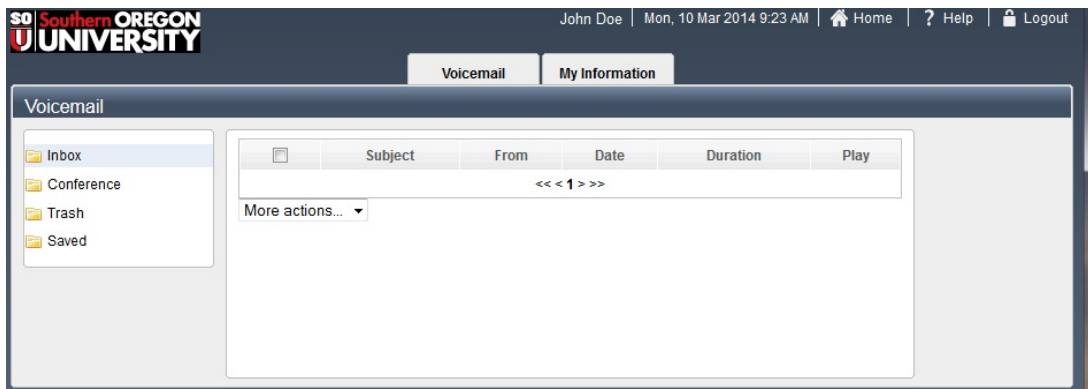 SO Southern OREGON
U UNIVERSITY
John Doe | Mon, 10 Mar 2014 9:23 AM | Home | ? Help | Logout
Voicemail My Information
Voicemail
Inbox
Conference
Trash
Saved
Subject From Date Duration Play
<< < 1 > >>
More actions...